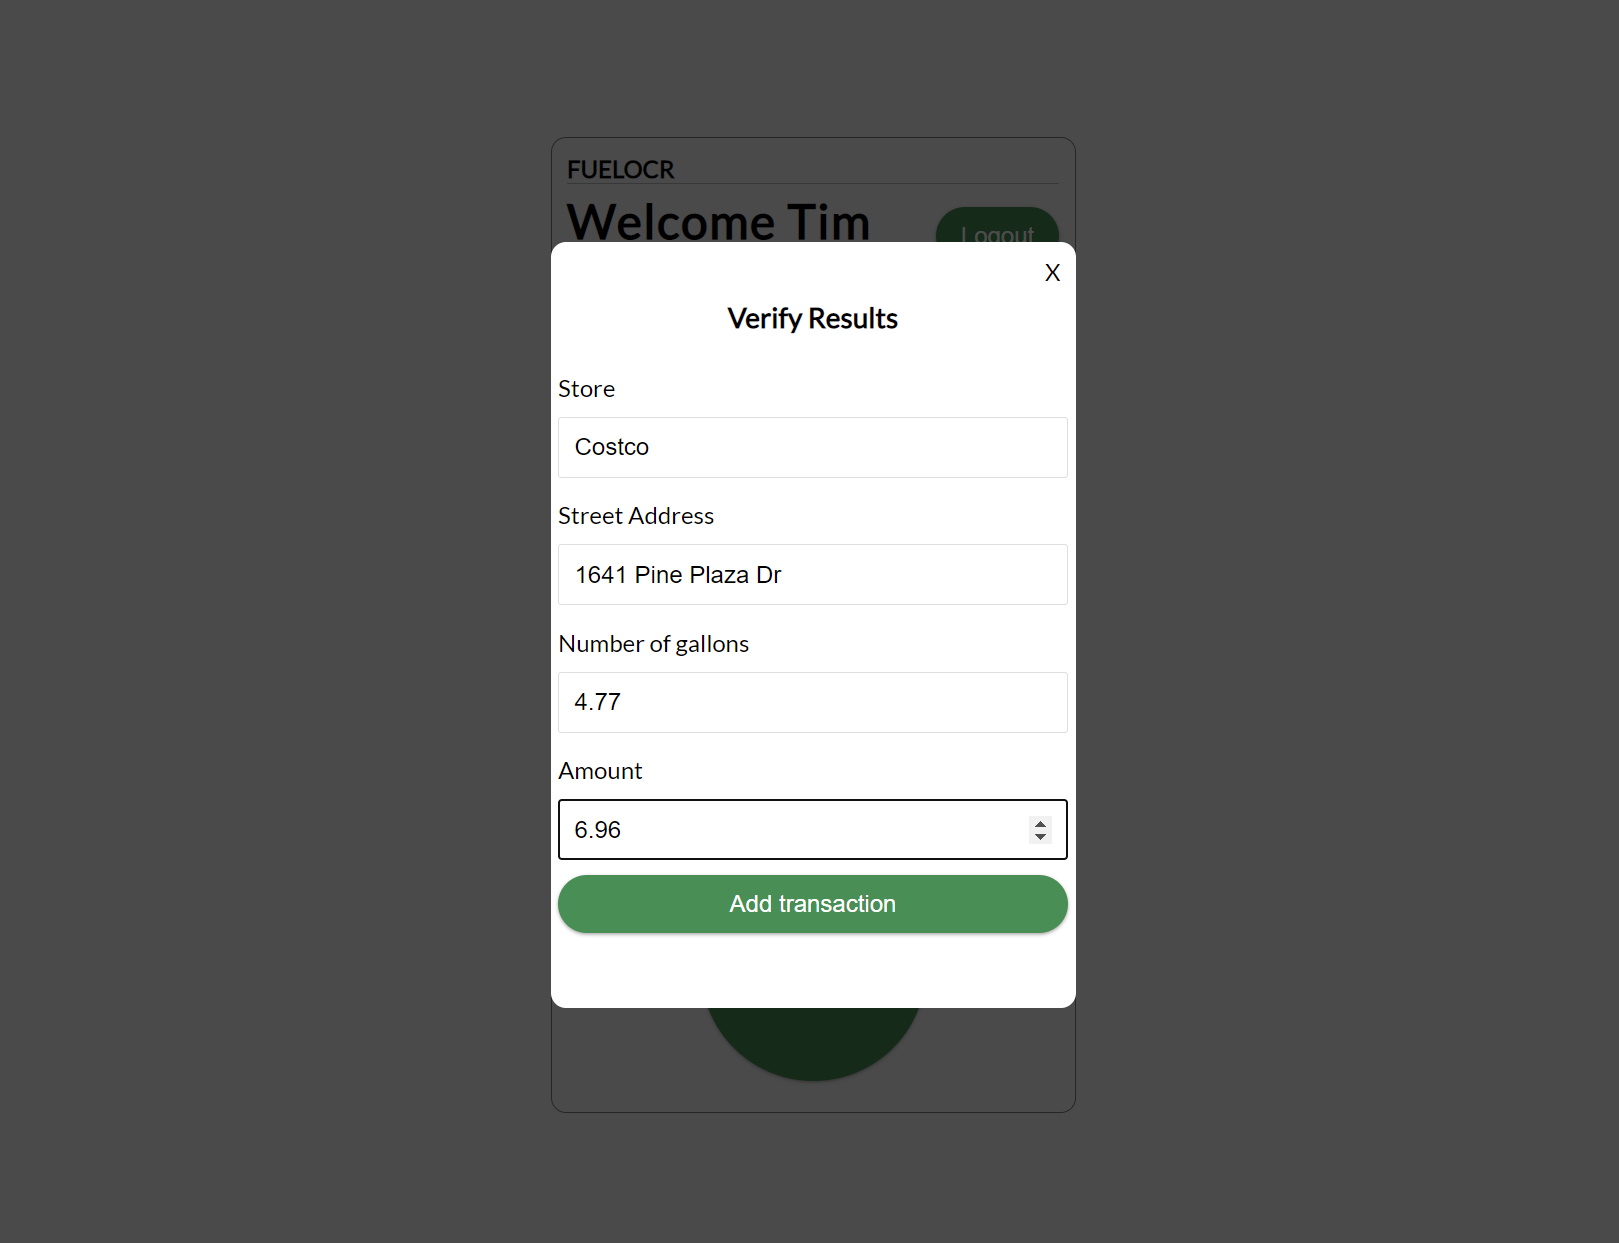 FUELOCR
Welcome Tim
Logout
X
Verify Results
Store
Costco
Street Address
1641 Pine Plaza Dr
Number of gallons
4.77
Amount
6.96
Add transaction